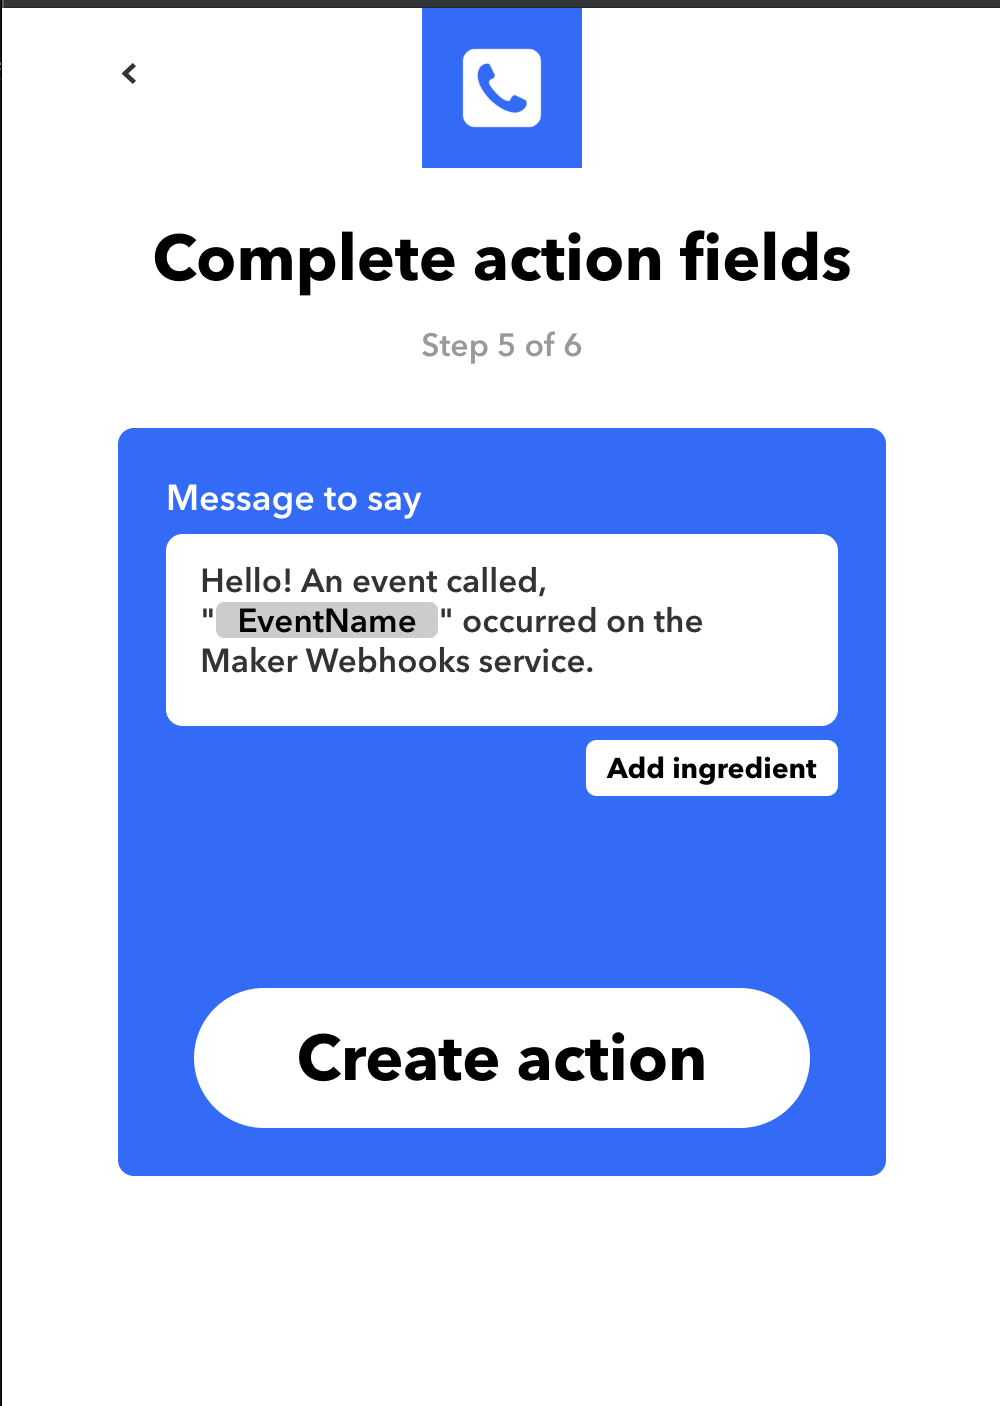 Complete action fields
Step 5 of 6
Message to say
Hello! An event called,
" EventName " occurred on the
Maker Webhooks service.
Add ingredient
Create action